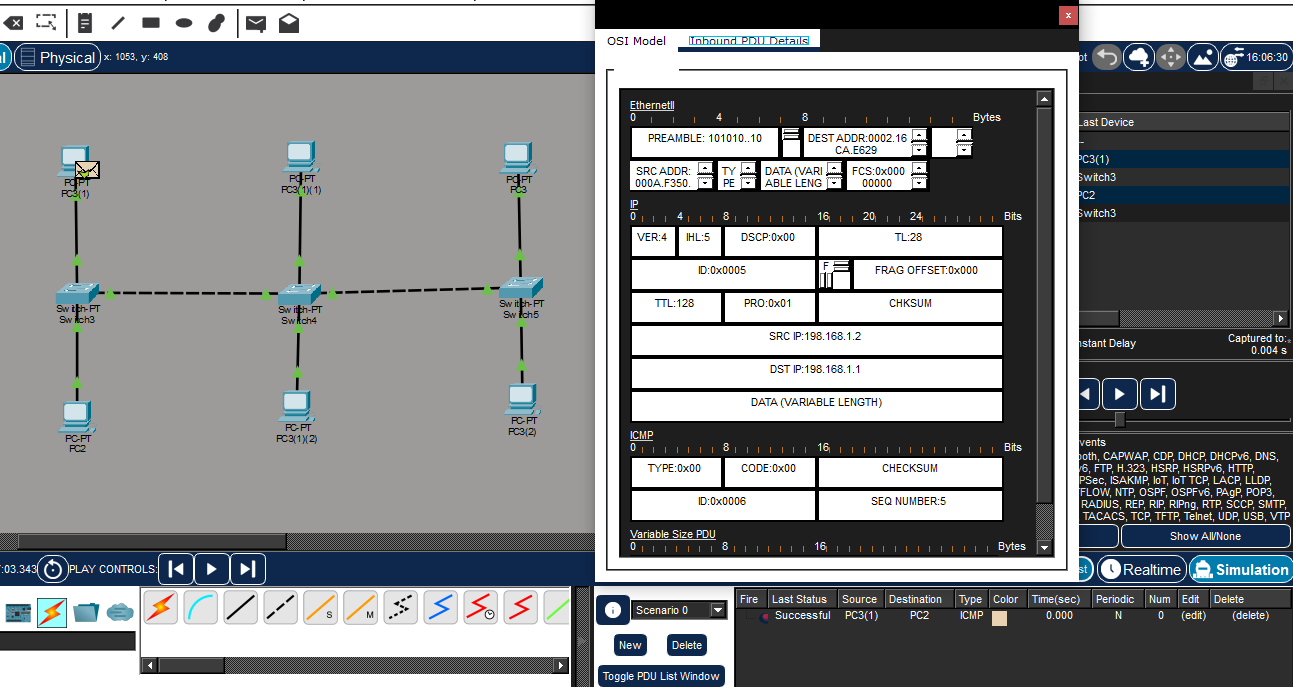 x
OSI Model
Inbound PDU Details
Physical
x: 1053, y: 408
16:06:30
EthernetII
0 4 8 Bytes
PREAMBLE: 101010..10
DEST ADDR:0002.16
CA.E629
SRC ADDR:
000A.F350.
TY
PE
DATA (VARI
ABLE LENG
FCS:0x000
00000
IP
0 4 8 16 20 24 Bits
VER:4 IHL:5 DSCP:0x00 TL:28
ID:0x0005 F FRAG OFFSET:0x000
TTL:128 PRO:0x01 CHKSUM
SRC IP:198.168.1.2
DST IP:198.168.1.1
DATA (VARIABLE LENGTH)
ICMP
0 8 16 Bits
TYPE:0x00 CODE:0x00 CHECKSUM
ID:0x0006 SEQ NUMBER:5
Variable Size PDU
0 8 16 Bytes
PC-PT
PC3(1)
PC-PT
PC3(1)(1)
PC-PT
PC3
Switch-PT
Switch3
Switch-PT
Switch4
Switch-PT
Switch5
PC-PT
PC2
PC-PT
PC3(1)(2)
PC-PT
PC3(2)
Last Device
--
PC3(1)
Switch3
PC2
Switch3
nstant Delay
Captured to:
0.004 s
vents
oth, CAPWAP, CDP, DHCP, DHCPv6, DNS,
v6, FTP, H.323, HSRP, HSRPv6, HTTP,
PSec, ISAKMP, IoT, IoT TCP, LACP, LLDP,
FLOW, NTP, OSPF, OSPFv6, PAgP, POP3,
RADIUS, REP, RIP, RIPng, RTP, SCCP, SMTP,
TACACS, TCP, TFTP, Telnet, UDP, USB, VTP
Show All/None
Realtime
Simulation
:03.343
PLAY CONTROLS:
S
M
Scenario 0
New
Delete
Toggle PDU List Window
Fire Last Status Source Destination Type Color Time(sec) Periodic Num Edit Delete
Successful PC3(1) PC2 ICMP 0.000 N 0 (edit) (delete)